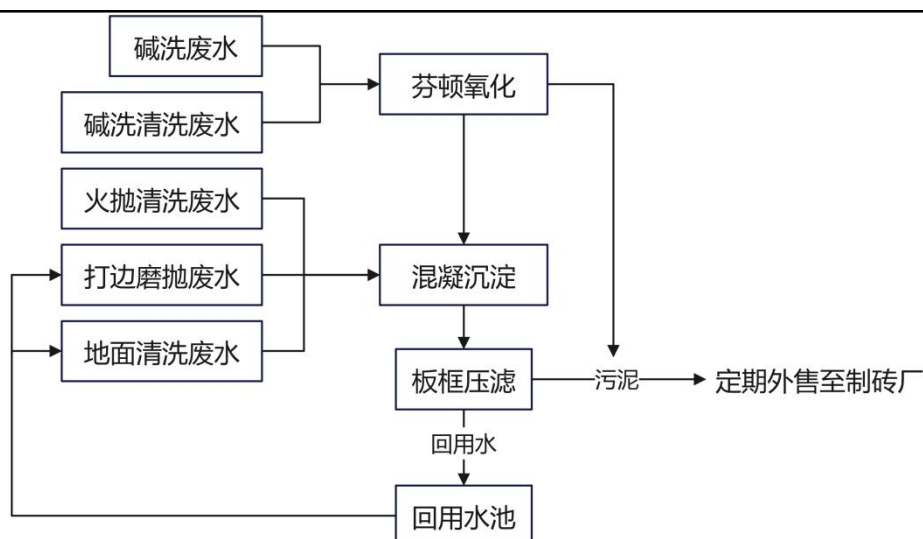 碱洗废水
芬顿氧化
碱洗清洗废水
火抛清洗废水
打边磨抛废水
混凝沉淀
地面清洗废水
板框压滤
污泥
定期外售至制砖厂
回用水
回用水池